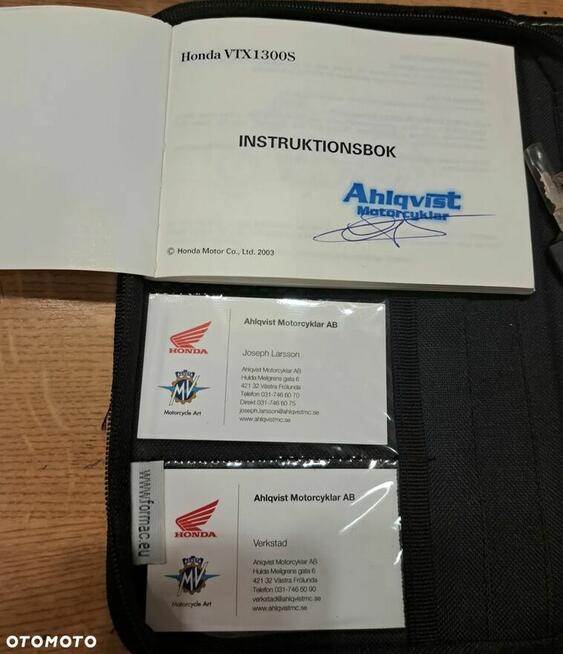 Honda VTX1300S
INSTRUKTIONSBOK
Ahlqvist
Motorcyklar
© Honda Motor Co., Ltd. 2003
HONDA
MV
Motorcycle Art
Ahlqvist Motorcyklar AB
Joseph Larsson
Ahlqvist Motorcyklar AB
Hulda Mellgrens gata 6
421 32 Västra Frölunda
Telefon 031-746 60 70
Direkt 031-746 60 75
joseph.larsson@ahlqvistmc.se
www.ahlqvistmc.se
www.formac.eu
HONDA
MV
Motorcycle Art
Ahlqvist Motorcyklar AB
Verkstad
Ahlqvist Motorcyklar AB
Hulda Mellgrens gata 6
421 32 Västra Frölunda
Telefon 031-746 60 90
verkstad@ahlqvistmc.se
www.ahlqvistmc.se
OTOMOTO